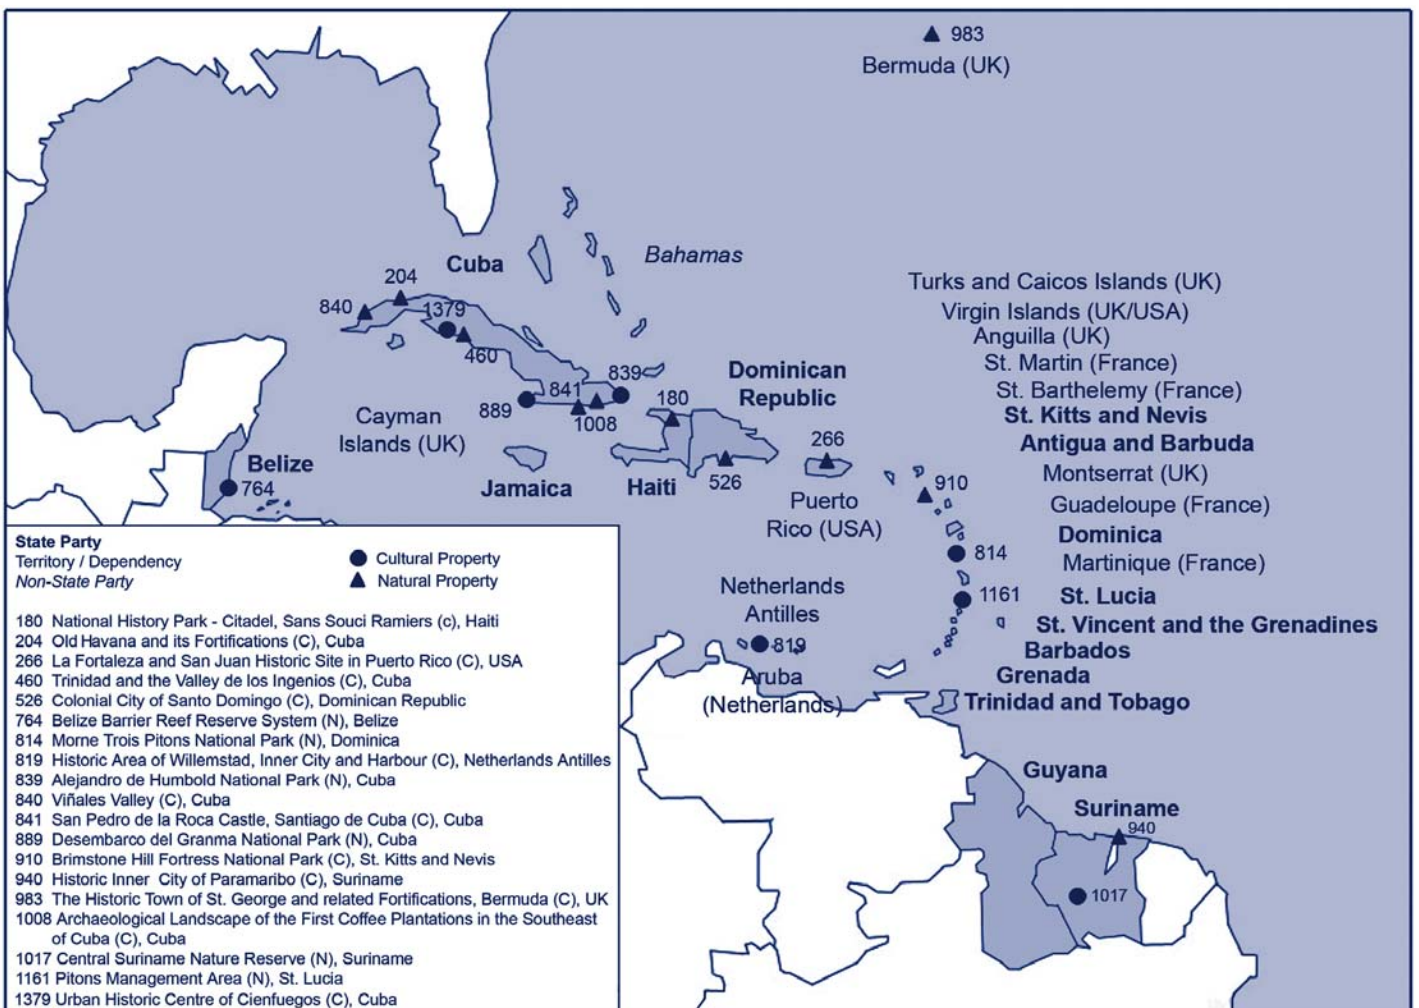 983
Bermuda (UK)
Bahamas
Cuba
204
840
1379
460
839
841
889
1008
180
Dominican
Republic
Cayman
Islands (UK)
Jamaica
Haiti
526
266
Puerto
Rico (USA)
Belize
764
Turks and Caicos Islands (UK)
Virgin Islands (UK/USA)
Anguilla (UK)
St. Martin (France)
St. Barthelemy (France)
St. Kitts and Nevis
Antigua and Barbuda
Montserrat (UK)
910
Guadeloupe (France)
Dominica
814
Martinique (France)
1161
St. Lucia
St. Vincent and the Grenadines
Barbados
Grenada
Trinidad and Tobago
Netherlands
Antilles
819
Aruba
(Netherlands)
Guyana
Suriname
940
1017
State Party
Territory / Dependency
Non-State Party
Cultural Property
Natural Property
180 National History Park - Citadel, Sans Souci Ramiers (c), Haiti
204 Old Havana and its Fortifications (C), Cuba
266 La Fortaleza and San Juan Historic Site in Puerto Rico (C), USA
460 Trinidad and the Valley de los Ingenios (C), Cuba
526 Colonial City of Santo Domingo (C), Dominican Republic
764 Belize Barrier Reef Reserve System (N), Belize
814 Morne Trois Pitons National Park (N), Dominica
819 Historic Area of Willemstad, Inner City and Harbour (C), Netherlands Antilles
839 Alejandro de Humbold National Park (N), Cuba
840 Viñales Valley (C), Cuba
841 San Pedro de la Roca Castle, Santiago de Cuba (C), Cuba
889 Desembarco del Granma National Park (N), Cuba
910 Brimstone Hill Fortress National Park (C), St. Kitts and Nevis
940 Historic Inner City of Paramaribo (C), Suriname
983 The Historic Town of St. George and related Fortifications, Bermuda (C), UK
1008 Archaeological Landscape of the First Coffee Plantations in the Southeast
of Cuba (C), Cuba
1017 Central Suriname Nature Reserve (N), Suriname
1161 Pitons Management Area (N), St. Lucia
1379 Urban Historic Centre of Cienfuegos (C), Cuba